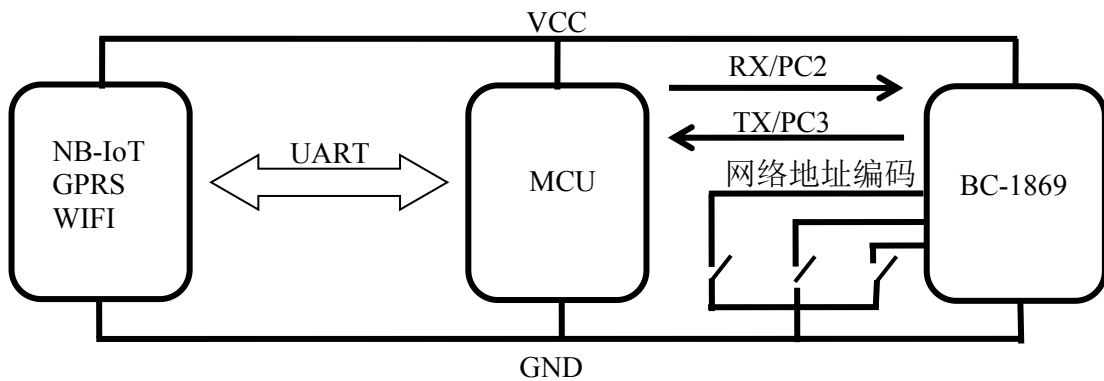 VCC
RX/PC2
TX/PC3
NB-IoT
GPRS
WIFI
UART
MCU
网络地址编码
BC-1869
GND